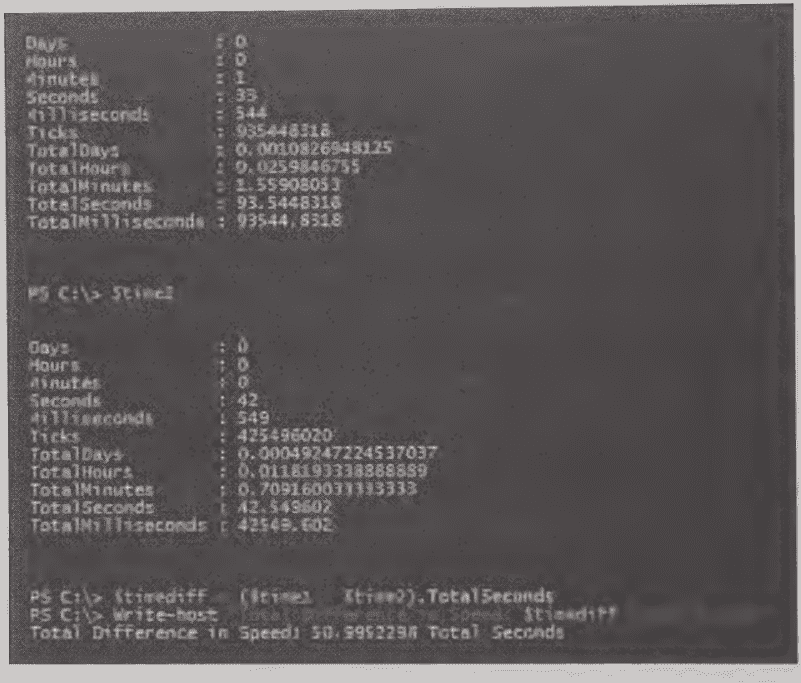 Days : 0
Hours : 0
Minutes : 1
Seconds : 33
Milliseconds : 544
Ticks : 935448318
TotalDays : 0.0010826948125
TotalHours : 0.0259846755
TotalMinutes : 1.55908053
TotalSeconds : 93.5448318
TotalMilliseconds : 93544.8318
PS C:\> $time2
Days : 0
Hours : 0
Minutes : 0
Seconds : 42
Milliseconds : 549
Ticks : 425496020
TotalDays : 0.00049247224537037
TotalHours : 0.0118193338888889
TotalMinutes : 0.709160033333333
TotalSeconds : 42.549602
TotalMilliseconds : 42549.602
PS C:\> $timediff ($time1 $time2).TotalSeconds
PS C:\> Write-host $timediff
Total Difference in Speed: 50.9952298 Total Seconds